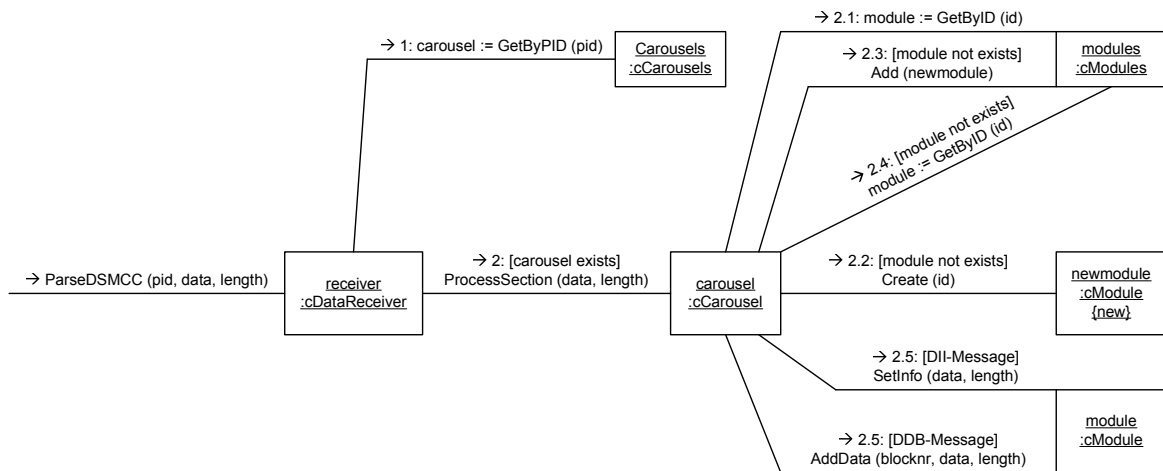 → 2.1: module := GetByID (id)
→ 1: carousel := GetByPID (pid)
Carousels
:cCarousels
→ 2.3: [module not exists]
Add (newmodule)
modules
:cModules
→ 2.4: [module not exists]
module := GetByID (id)
→ ParseDSMCC (pid, data, length)
receiver
:cDataReceiver
→ 2: [carousel exists]
ProcessSection (data, length)
carousel
:cCarousel
→ 2.2: [module not exists]
Create (id)
newmodule
:cModule
{new}
→ 2.5: [DII-Message]
SetInfo (data, length)
→ 2.5: [DDB-Message]
AddData (blocknr, data, length)
module
:cModule